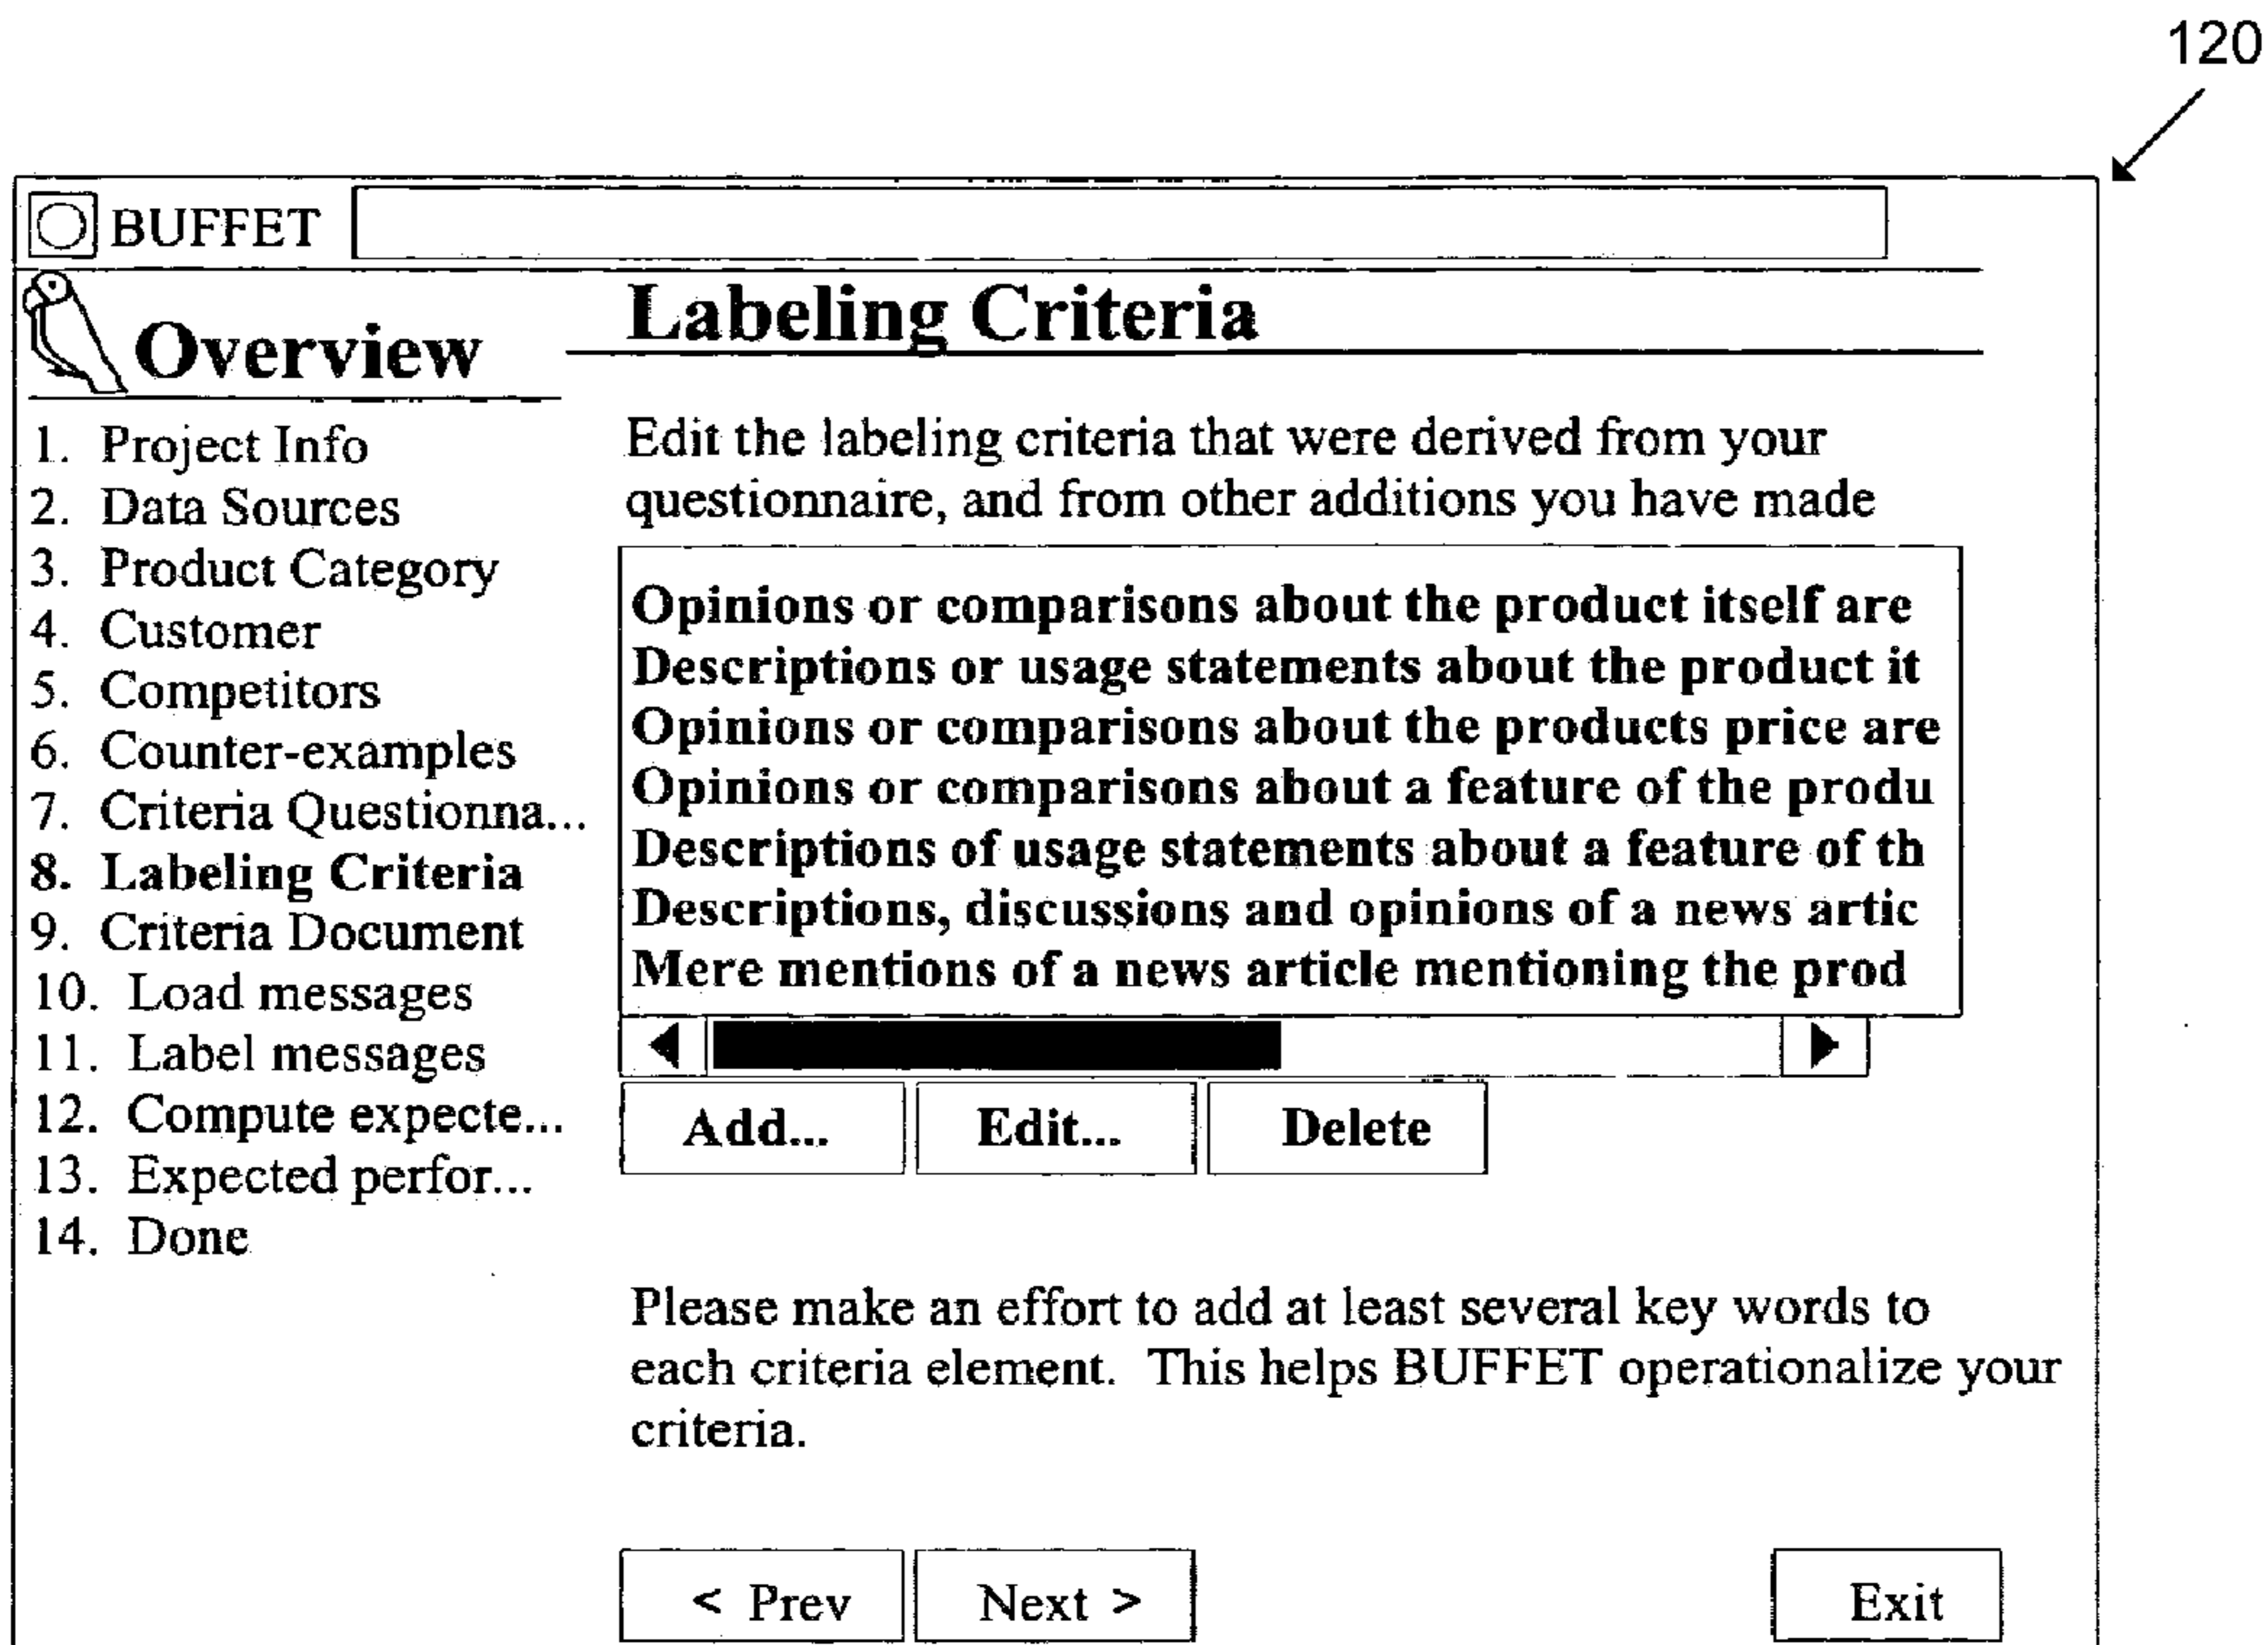 120
BUFFET
Overview
1. Project Info
2. Data Sources
3. Product Category
4. Customer
5. Competitors
6. Counter-examples
7. Criteria Questionna...
8. Labeling Criteria
9. Criteria Document
10. Load messages
11. Label messages
12. Compute expecte...
13. Expected perfor...
14. Done
Labeling Criteria
Edit the labeling criteria that were derived from your
questionnaire, and from other additions you have made
Opinions or comparisons about the product itself are
Descriptions or usage statements about the product it
Opinions or comparisons about the products price are
Opinions or comparisons about a feature of the produ
Descriptions of usage statements about a feature of th
Descriptions, discussions and opinions of a news artic
Mere mentions of a news article mentioning the prod
Add... Edit... Delete
Please make an effort to add at least several key words to
each criteria element. This helps BUFFET operationalize your
criteria.
< Prev Next > Exit